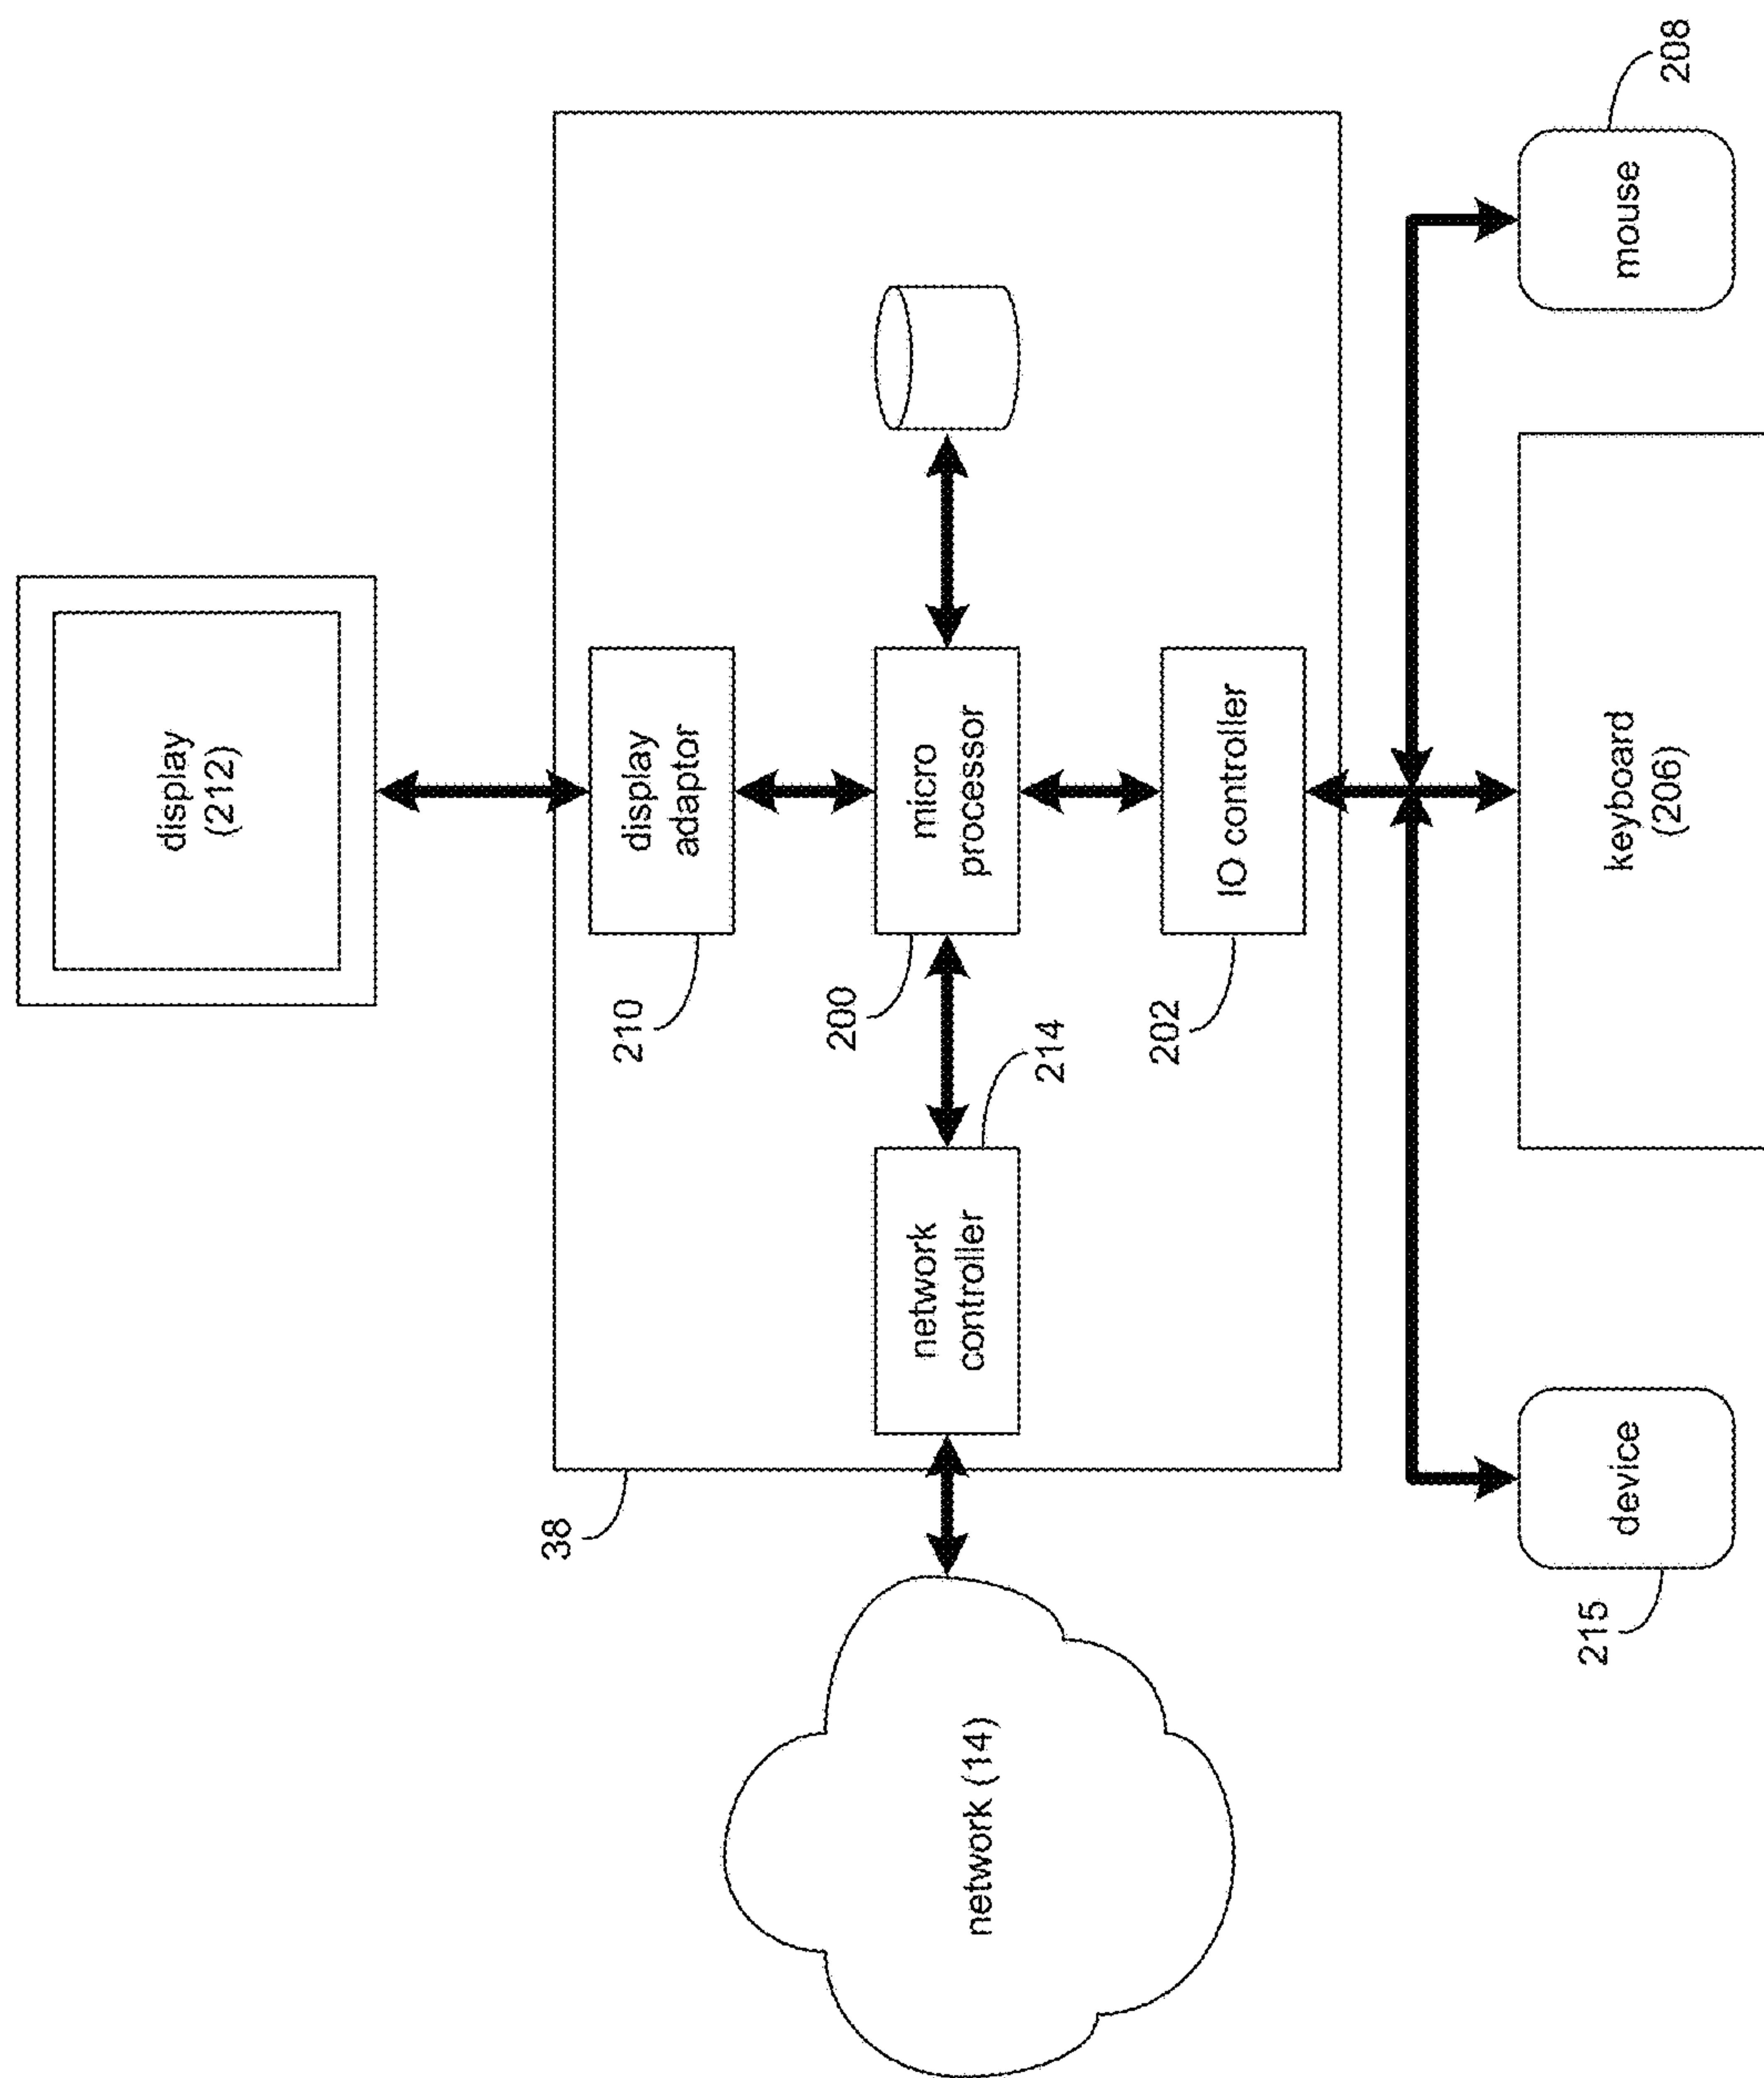 display
(212)
210
display
adaptor
38
network (14)
network
controller
214
200
micro
processor
202
IO controller
215
device
keyboard
(206)
mouse
208